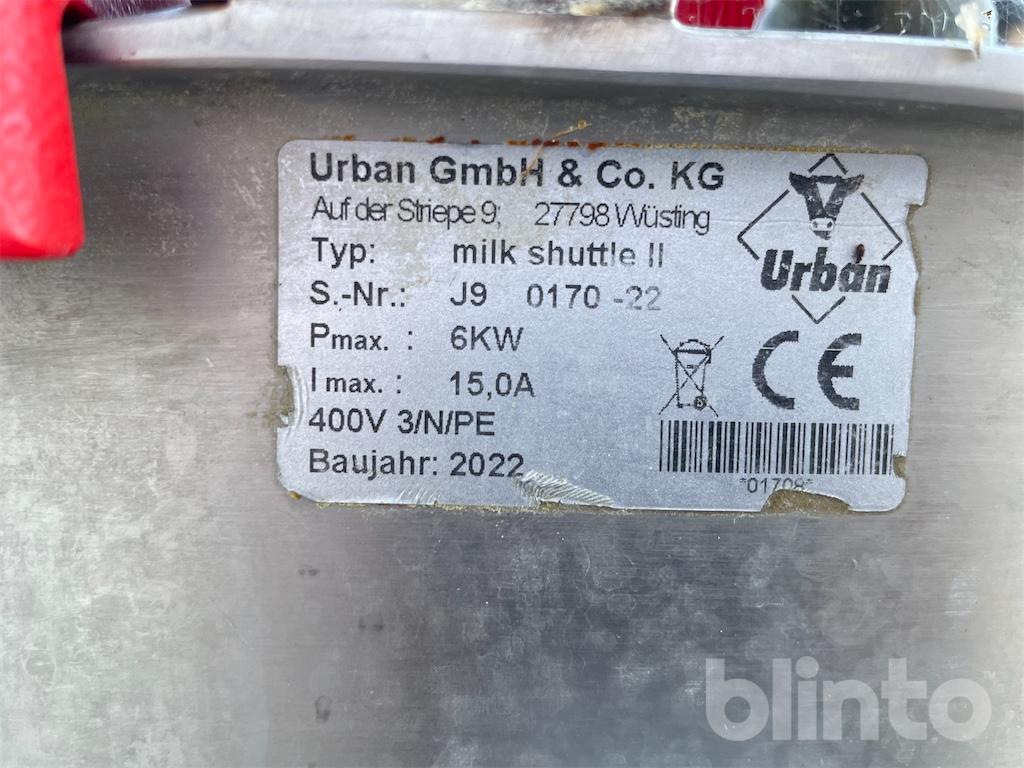 Urban GmbH & Co. KG
Auf der Striepe 9; 27798 Wüsting
Typ: milk shuttle II
S.-Nr.: J9 0170 -22
Pmax. : 6KW
I max. : 15,0A
400V 3/N/PE
Baujahr: 2022
Urban
CE
*01708*
blinto